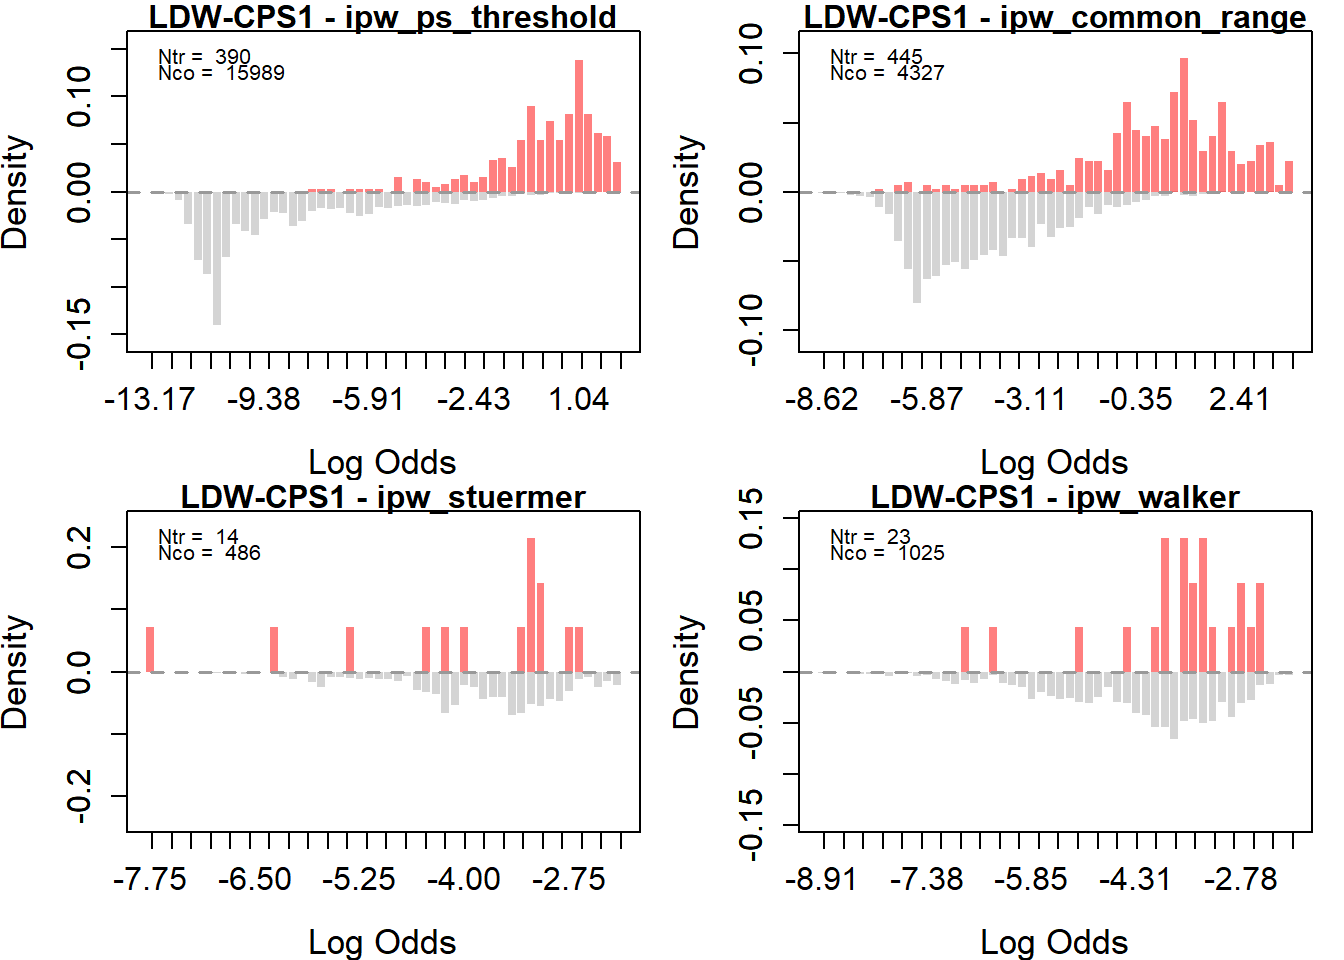 LDW-CPS1 - ipw_ps_threshold
Ntr = 390
Nco = 15989
Density
0.10
0.00
-0.15
-13.17 -9.38 -5.91 -2.43 1.04
Log Odds
LDW-CPS1 - ipw_common_range
Ntr = 445
Nco = 4327
Density
0.10
0.00
-0.10
-8.62 -5.87 -3.11 -0.35 2.41
Log Odds
LDW-CPS1 - ipw_stuermer
Ntr = 14
Nco = 486
Density
0.2
0.0
-0.2
-7.75 -6.50 -5.25 -4.00 -2.75
Log Odds
LDW-CPS1 - ipw_walker
Ntr = 23
Nco = 1025
Density
0.15
0.05
-0.05
-0.15
-8.91 -7.38 -5.85 -4.31 -2.78
Log Odds